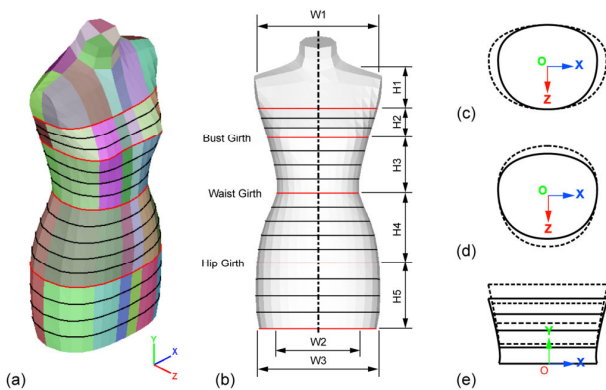 W1
H1
H2
Bust Girth
H3
Waist Girth
H4
Hip Girth
H5
W2
W3
Y
X
Z
(a)
(b)
O
X
Z
(c)
O
X
Z
(d)
Y
O
X
(e)